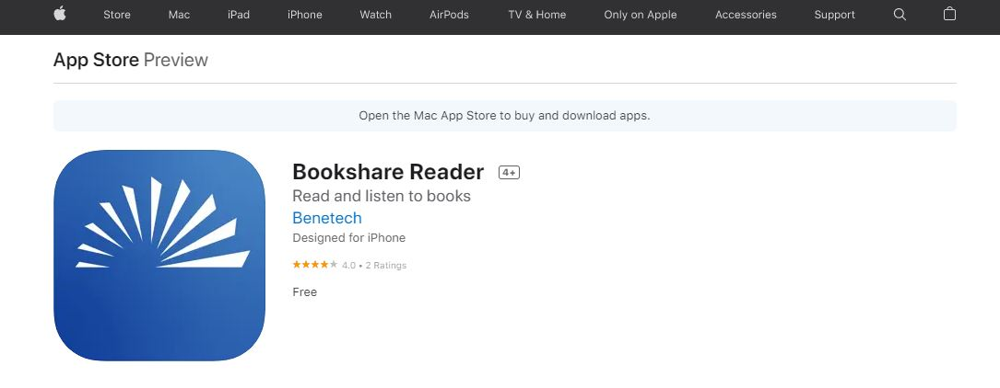 Store Mac iPad iPhone Watch AirPods TV & Home Only on Apple Accessories Support
App Store Preview
Open the Mac App Store to buy and download apps.
Bookshare Reader 4+
Read and listen to books
Benetech
Designed for iPhone
★★★★★ 4.0 • 2 Ratings
Free